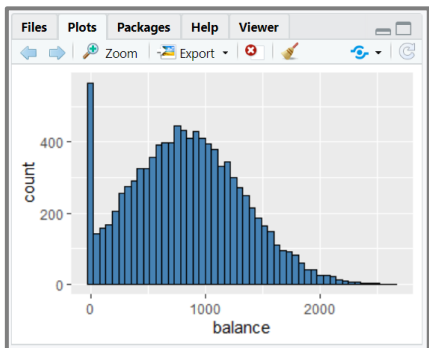 Files Plots Packages Help Viewer
Zoom Export
400
200
0
count
0 1000 2000
balance